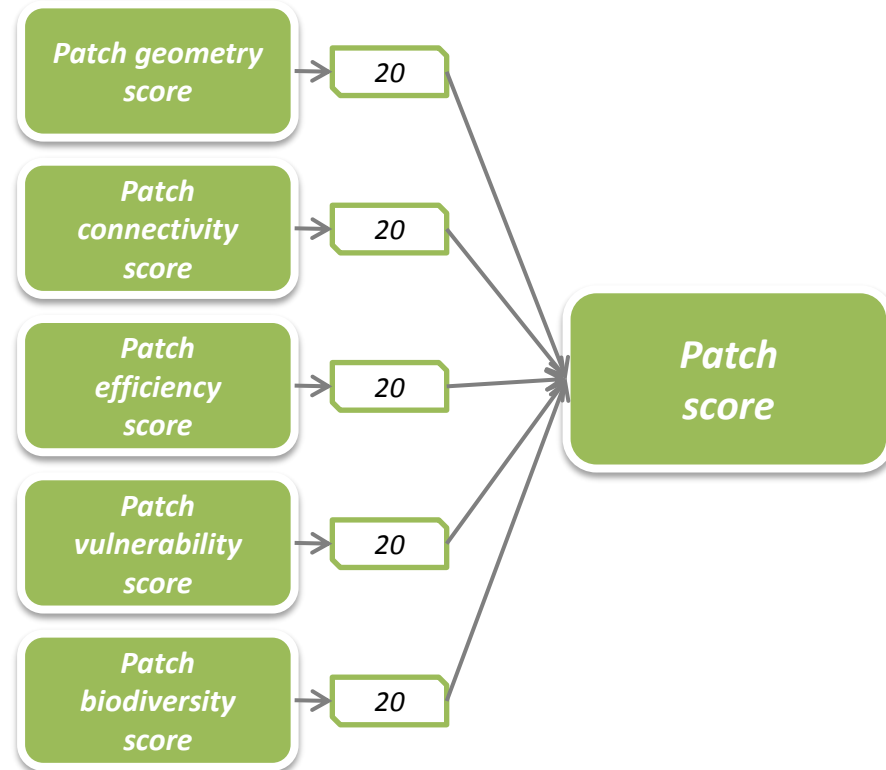 Patch geometry
score
20
Patch
connectivity
score
20
Patch
efficiency
score
20
Patch
vulnerability
score
20
Patch
biodiversity
score
20
Patch
score